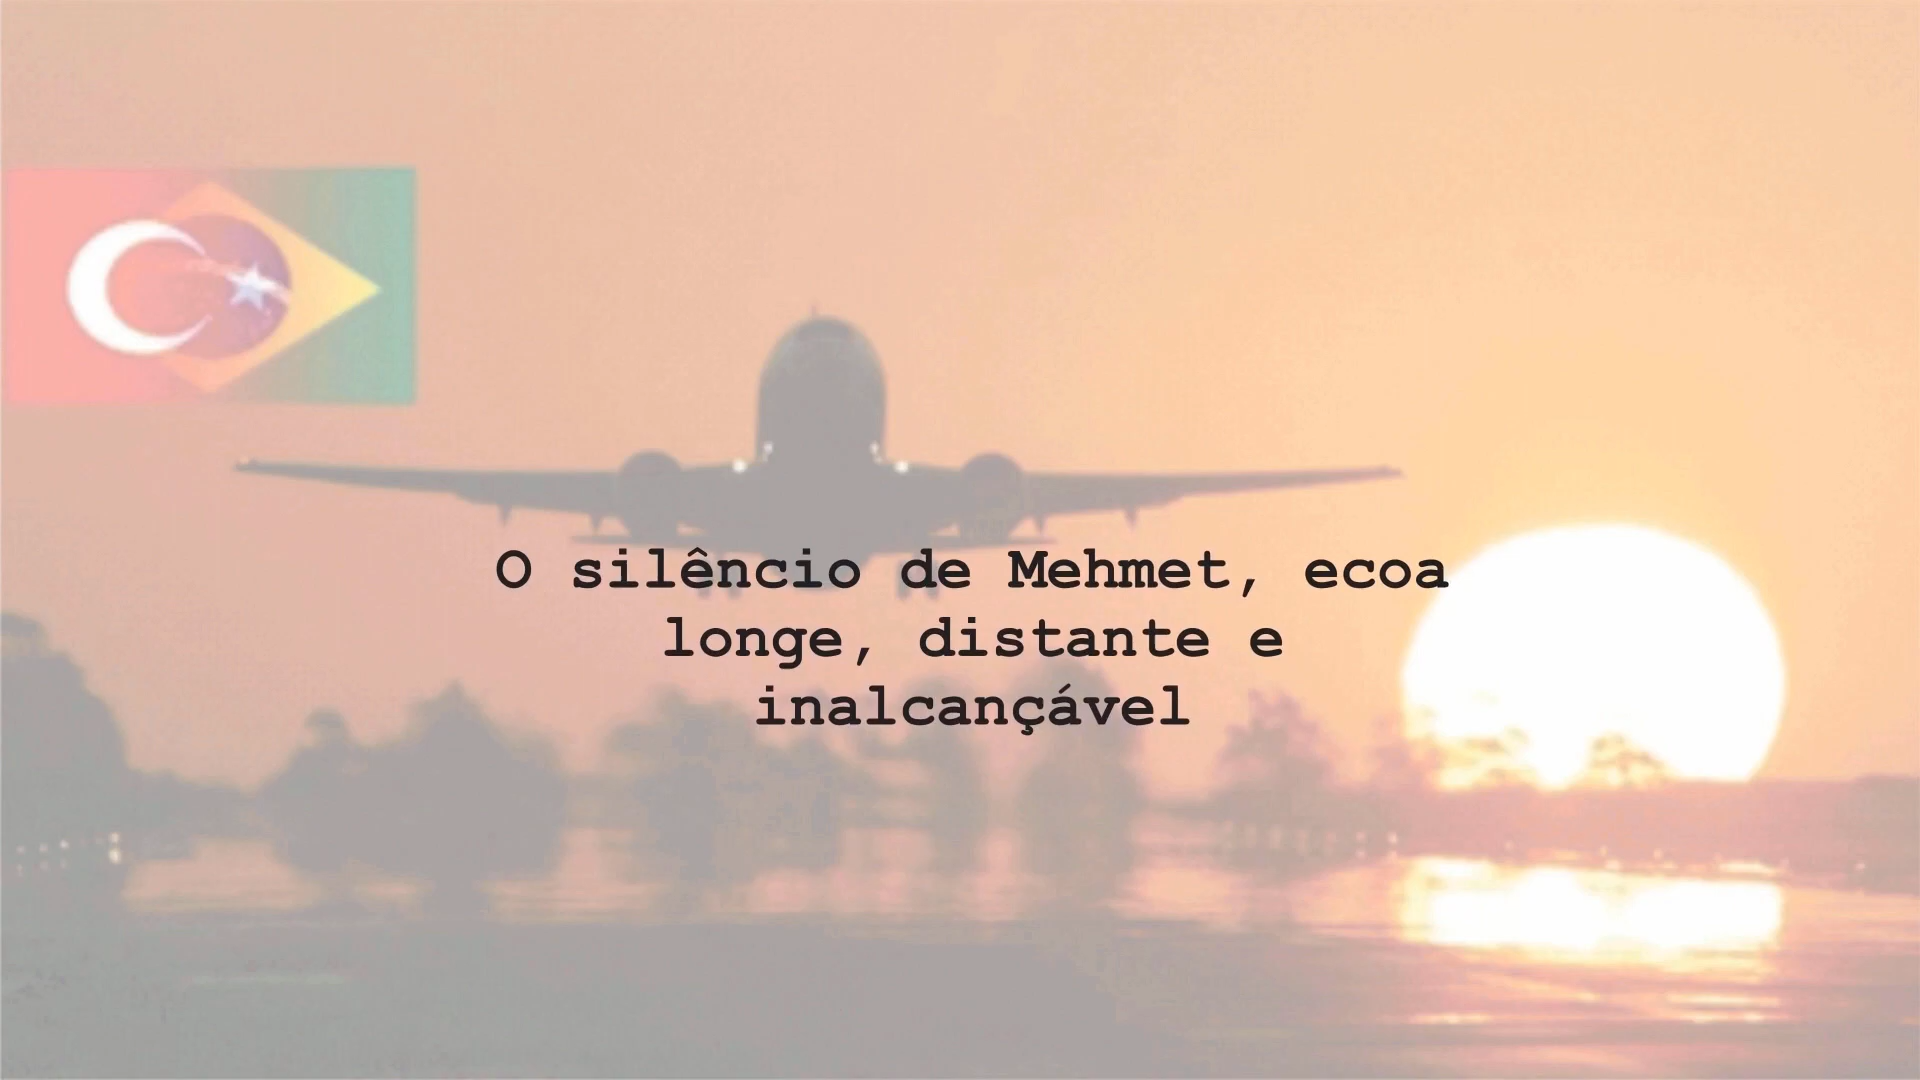 O silêncio de Mehmet, ecoa
longe, distante e
inalcançável